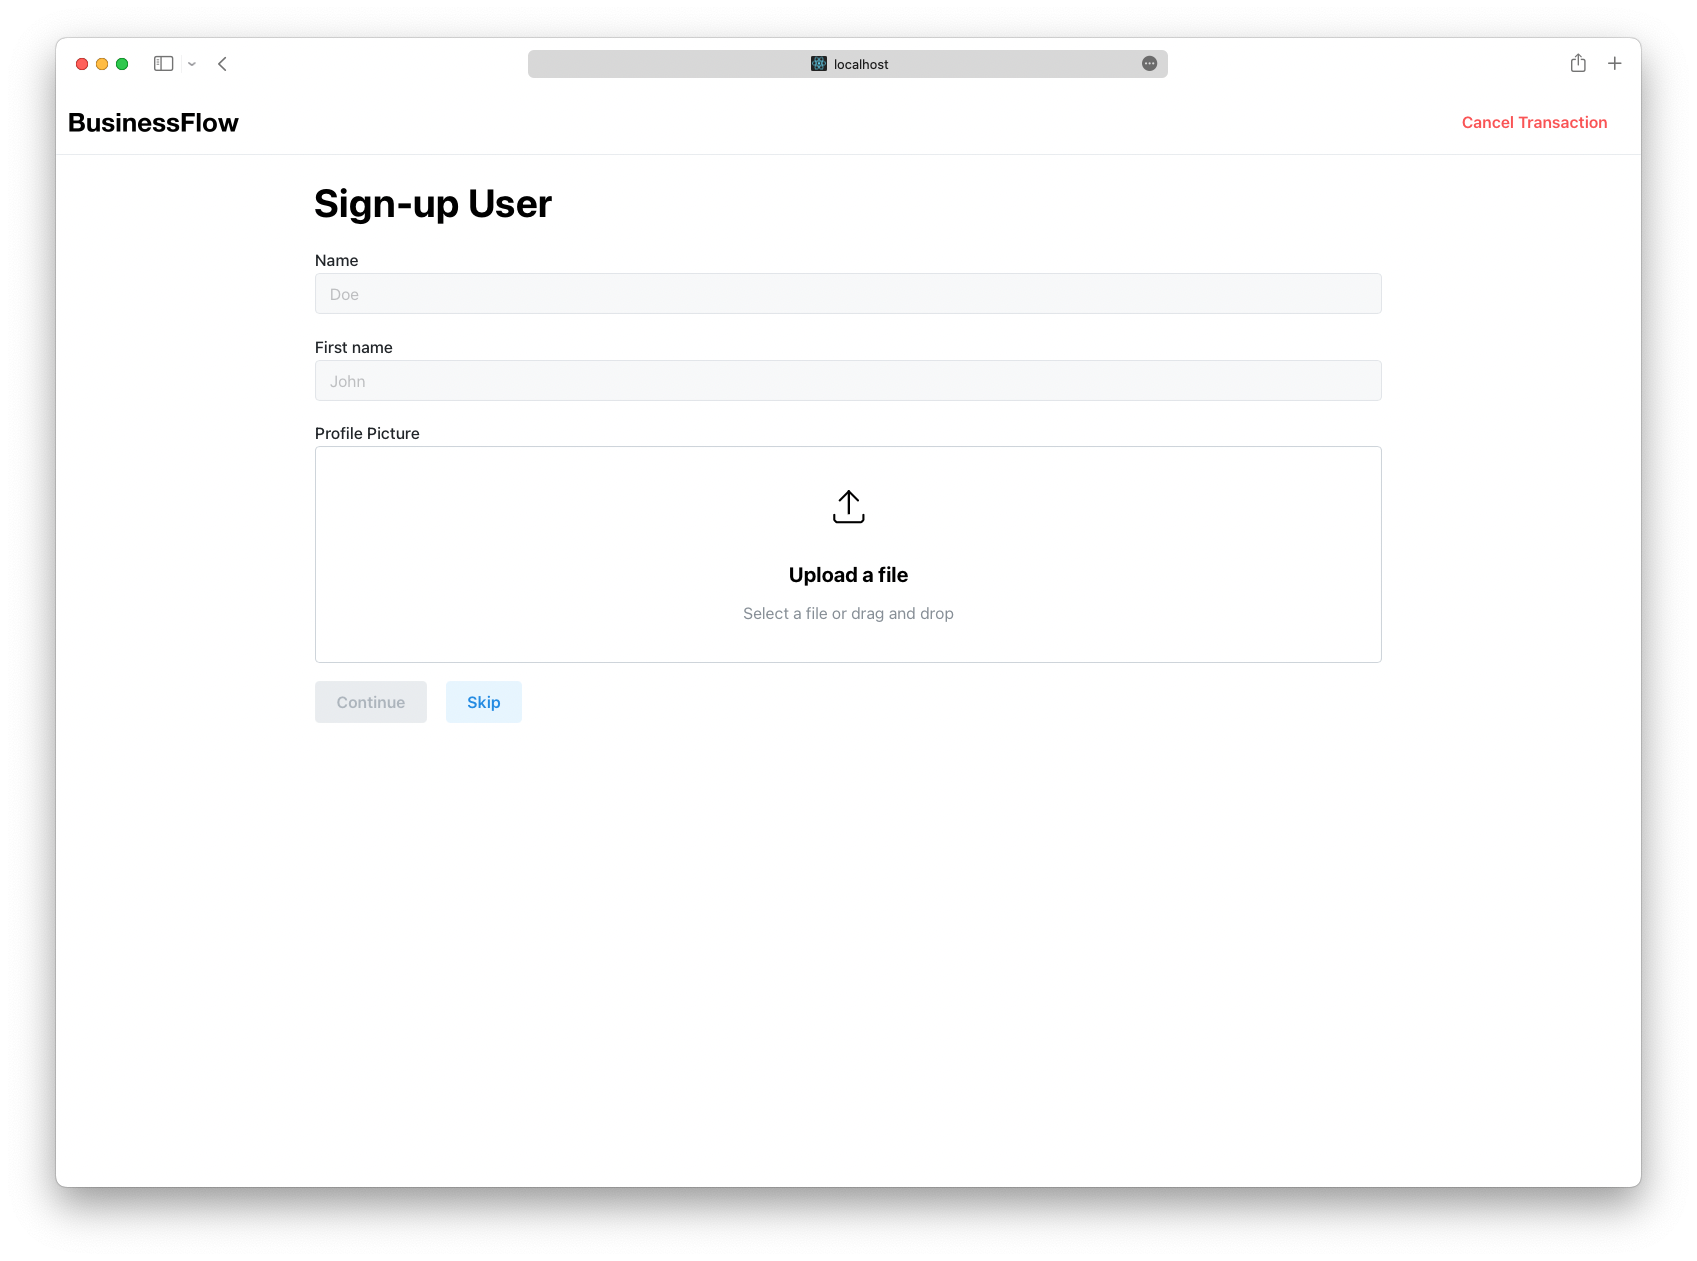 localhost
BusinessFlow
Cancel Transaction
Sign-up User
Name
Doe
First name
John
Profile Picture
Upload a file
Select a file or drag and drop
Continue
Skip